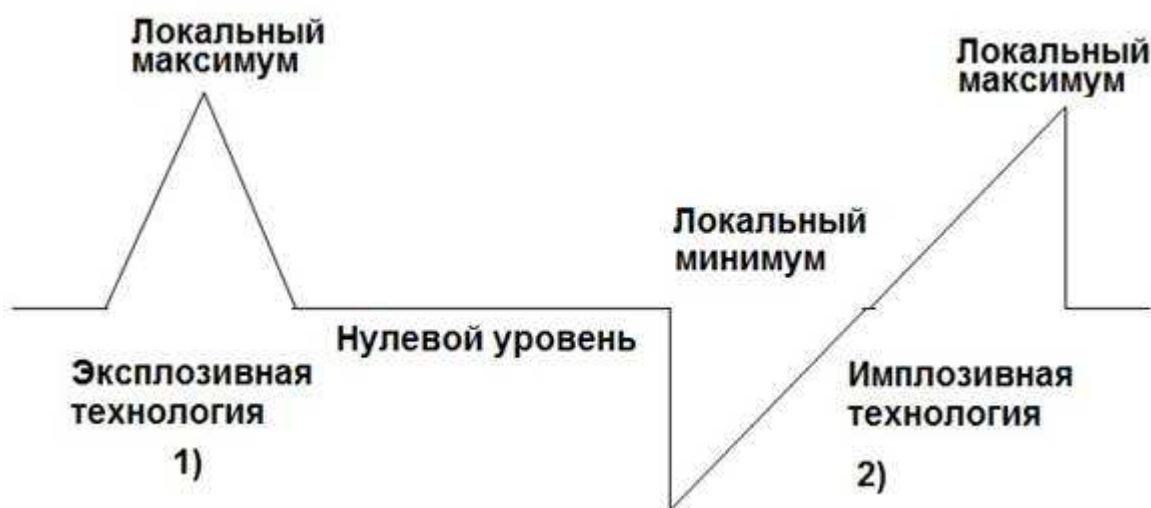 Локальный
максимум
Локальный
максимум
Локальный
минимум
Нулевой уровень
Эксплозивная
технология
1)
Имплозивная
технология
2)